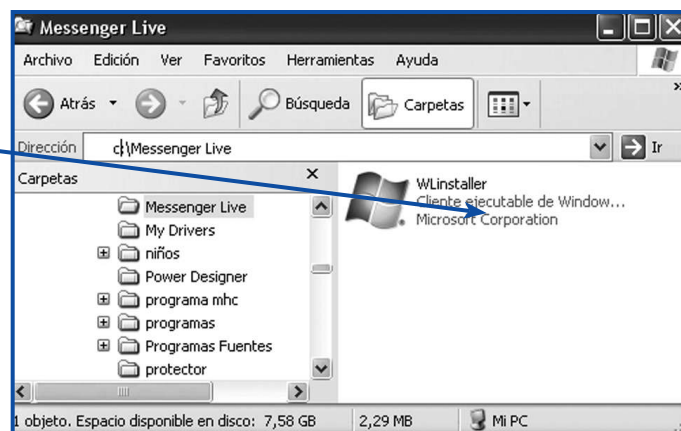 Messenger Live
Archivo Edición Ver Favoritos Herramientas Ayuda
Atrás Búsqueda Carpetas
Dirección c:\Messenger Live Ir
Carpetas
Messenger Live
My Drivers
niños
Power Designer
programa mhc
programas
Programas Fuentes
protector
WLinstaller
Cliente ejecutable de Window...
Microsoft Corporation
1 objeto. Espacio disponible en disco: 7,58 GB 2,29 MB Mi PC